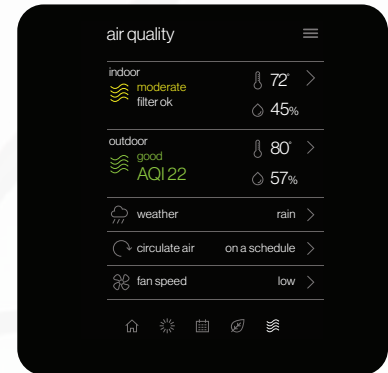 air quality
indoor
moderate
filter ok
72°
45%
outdoor
good
AQI 22
80°
57%
weather rain
circulate air on a schedule
fan speed low